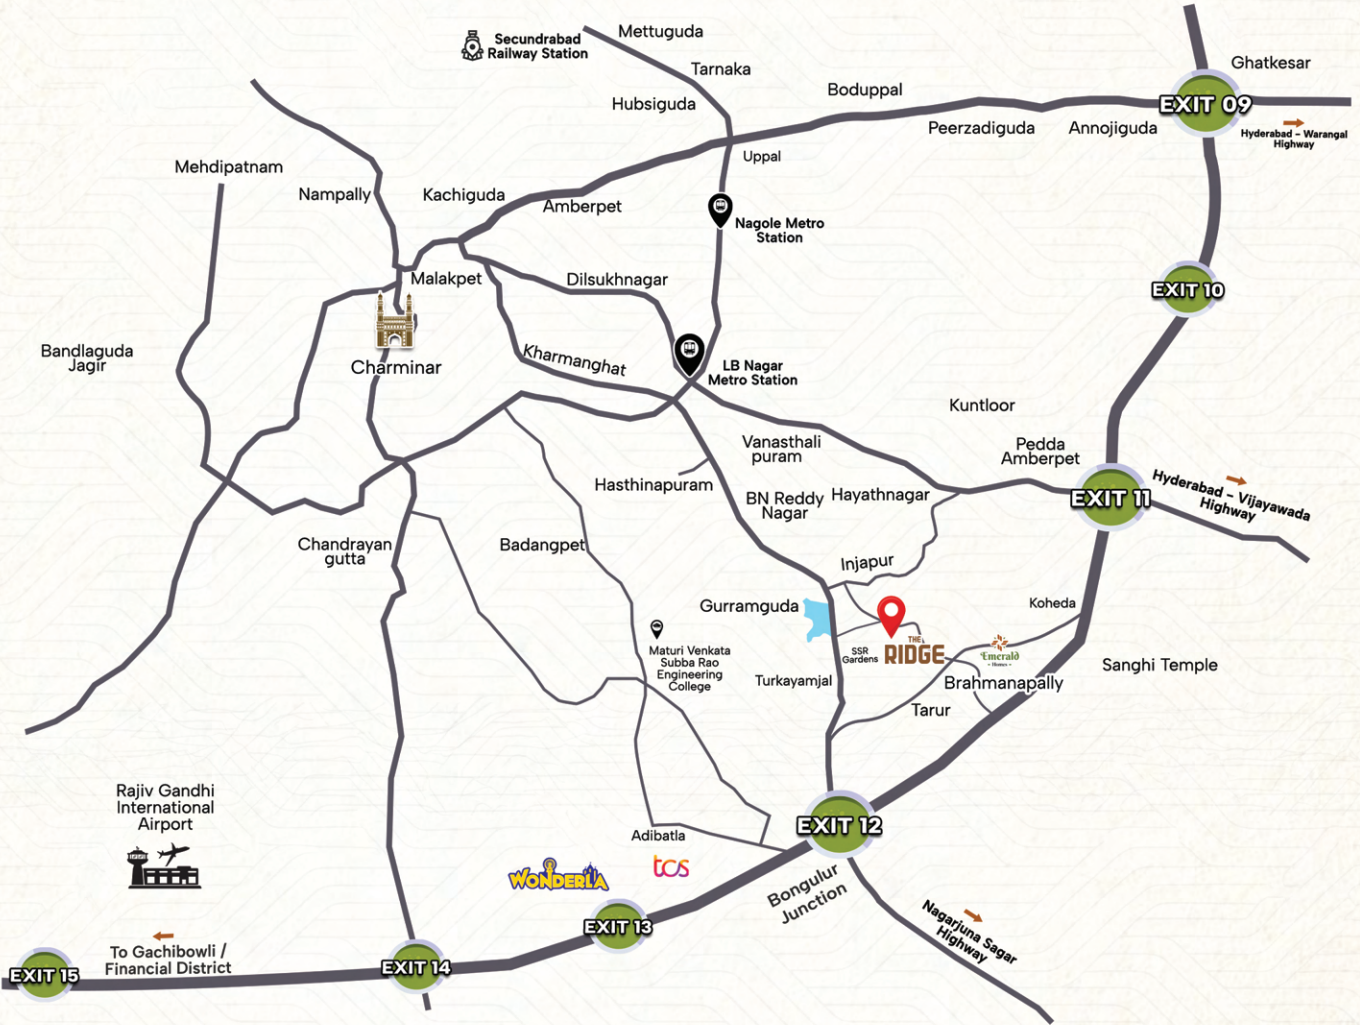 Mettuguda
Secundrabad
Railway Station
Ghatkesar
Tarnaka
Boduppal
Hubsiguda
EXIT 09
Peerzadiguda
Annojiguda
Hyderabad - Warangal
Highway
Uppal
Mehdipatnam
Nampally
Kachiguda
Amberpet
Nagole Metro
Station
Malakpet
Dilsukhnagar
EXIT 10
Bandlaguda
Jagir
Charminar
Kharmanghat
LB Nagar
Metro Station
Kuntloor
Vanasthali
puram
Pedda
Amberpet
Hasthinapuram
BN Reddy
Nagar
Hayathnagar
EXIT 11
Hyderabad - Vijayawada
Highway
Chandrayan
gutta
Badangpet
Injapur
Gurramguda
Koheda
Maturi Venkata
Subba Rao
Engineering
College
SSR
Gardens
THE
RIDGE
Emerald
- Homes -
Sanghi Temple
Turkayamjal
Brahmanapally
Tarur
Rajiv Gandhi
International
Airport
EXIT 12
Adibatla
WONDERLA
tcs
Bongulur
Junction
EXIT 13
Nagarjuna Sagar
Highway
To Gachibowli /
Financial District
EXIT 15
EXIT 14